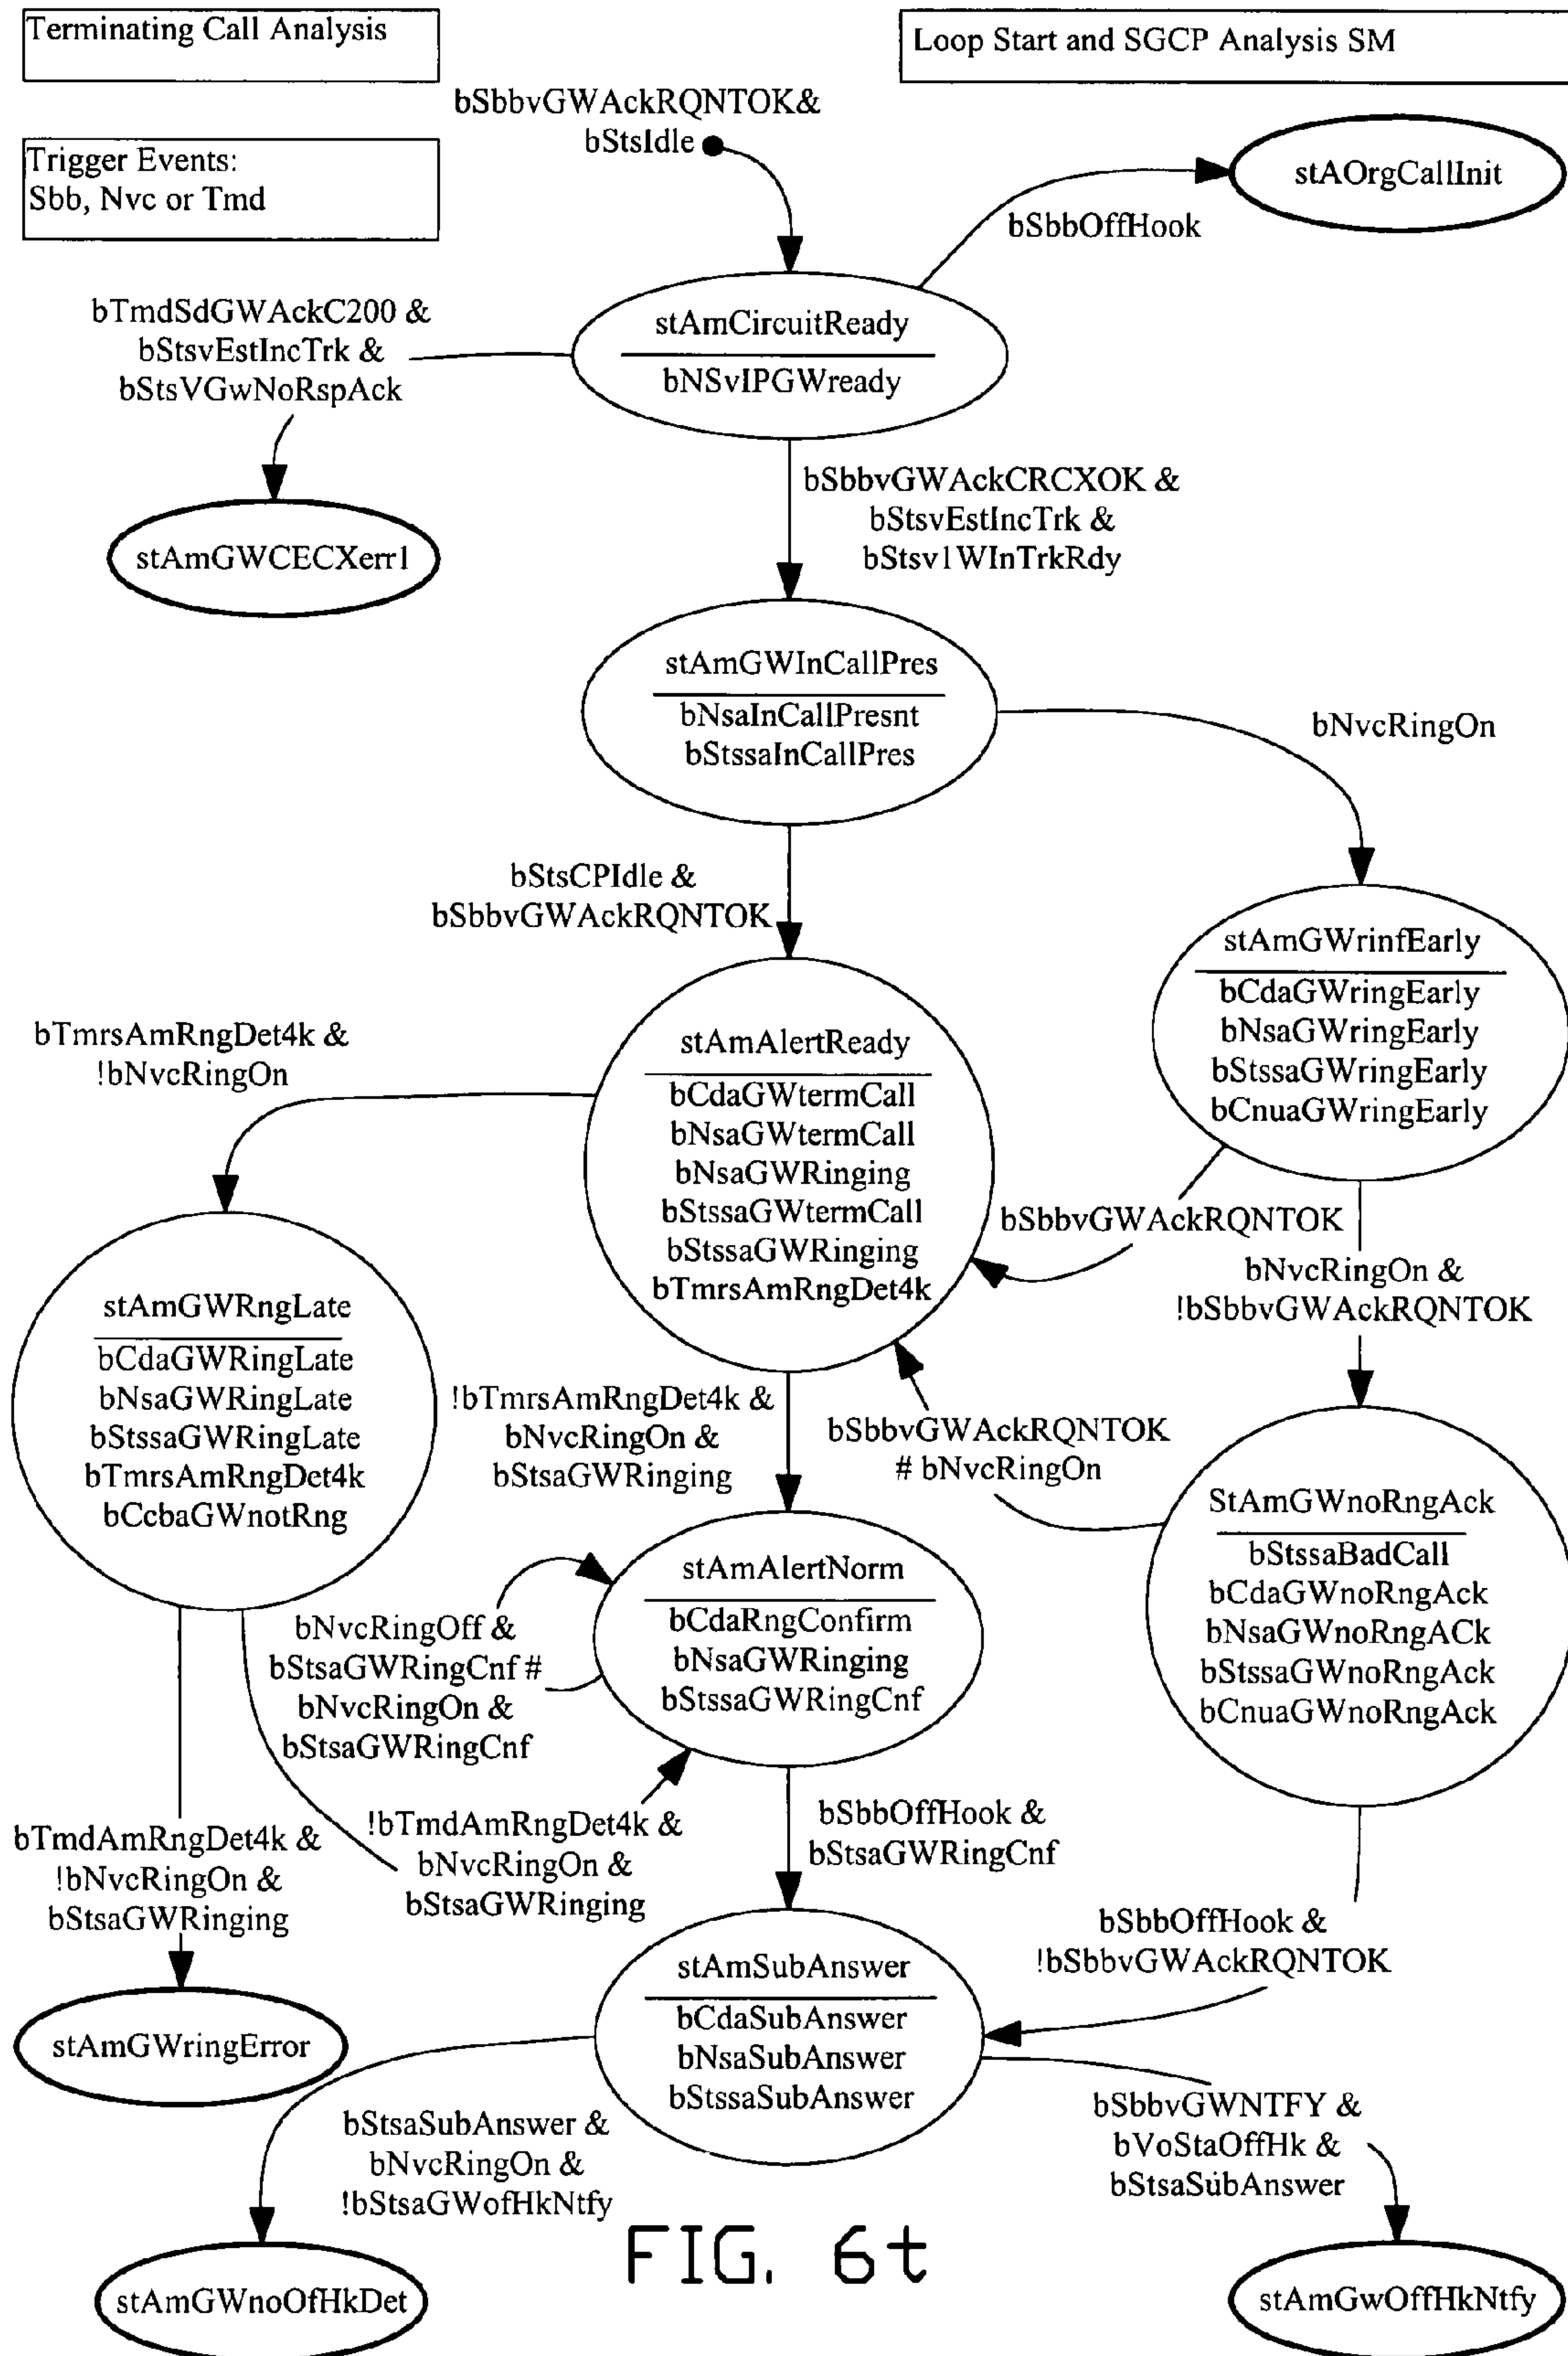 Terminating Call Analysis
Loop Start and SGCP Analysis SM
Trigger Events:
Sbb, Nvc or Tmd
bSbbvGWAckRQNTOK&
bStsIdle
stAOrgCallInit
bSbbOffHook
bTmdSdGWAckC200 &
bStsvEstIncTrk &
bStsVGwNoRspAck
stAmCircuitReady
bNSvIPGWready
stAmGWCECXerr1
bSbbvGWAckCRCXOK &
bStsvEstIncTrk &
bStsv1WInTrkRdy
stAmGWInCallPres
bNsaInCallPresnt
bStssaInCallPres
bNvcRingOn
bStsCPIdle &
bSbbvGWAckRQNTOK
stAmGWrinfEarly
bCdaGWringEarly
bNsaGWringEarly
bStssaGWringEarly
bCnuaGWringEarly
bTmrsAmRngDet4k &
!bNvcRingOn
stAmAlertReady
bCdaGWtermCall
bNsaGWtermCall
bNsaGWRinging
bStssaGWtermCall
bStssaGWRinging
bTmrsAmRngDet4k
bSbbvGWAckRQNTOK
bNvcRingOn &
!bSbbvGWAckRQNTOK
stAmGWRngLate
bCdaGWRingLate
bNsaGWRingLate
bStssaGWRingLate
bTmrsAmRngDet4k
bCcbaGWnotRng
!bTmrsAmRngDet4k &
bNvcRingOn &
bStsaGWRinging
bSbbvGWAckRQNTOK
# bNvcRingOn
StAmGWnoRngAck
bStssaBadCall
bCdaGWnoRngAck
bNsaGWnoRngACk
bStssaGWnoRngAck
bCnuaGWnoRngAck
stAmAlertNorm
bCdaRngConfirm
bNsaGWRinging
bStssaGWRingCnf
bNvcRingOff &
bStsaGWRingCnf #
bNvcRingOn &
bStsaGWRingCnf
bTmdAmRngDet4k &
!bNvcRingOn &
bStsaGWRinging
!bTmdAmRngDet4k &
bNvcRingOn &
bStsaGWRinging
bSbbOffHook &
bStsaGWRingCnf
bSbbOffHook &
!bSbbvGWAckRQNTOK
stAmGWringError
stAmSubAnswer
bCdaSubAnswer
bNsaSubAnswer
bStssaSubAnswer
bStsaSubAnswer &
bNvcRingOn &
!bStsaGWofHkNtfy
bSbbvGWNTFY &
bVoStaOffHk &
bStsaSubAnswer
stAmGWnoOfHkDet
FIG. 6t
stAmGwOffHkNtfy